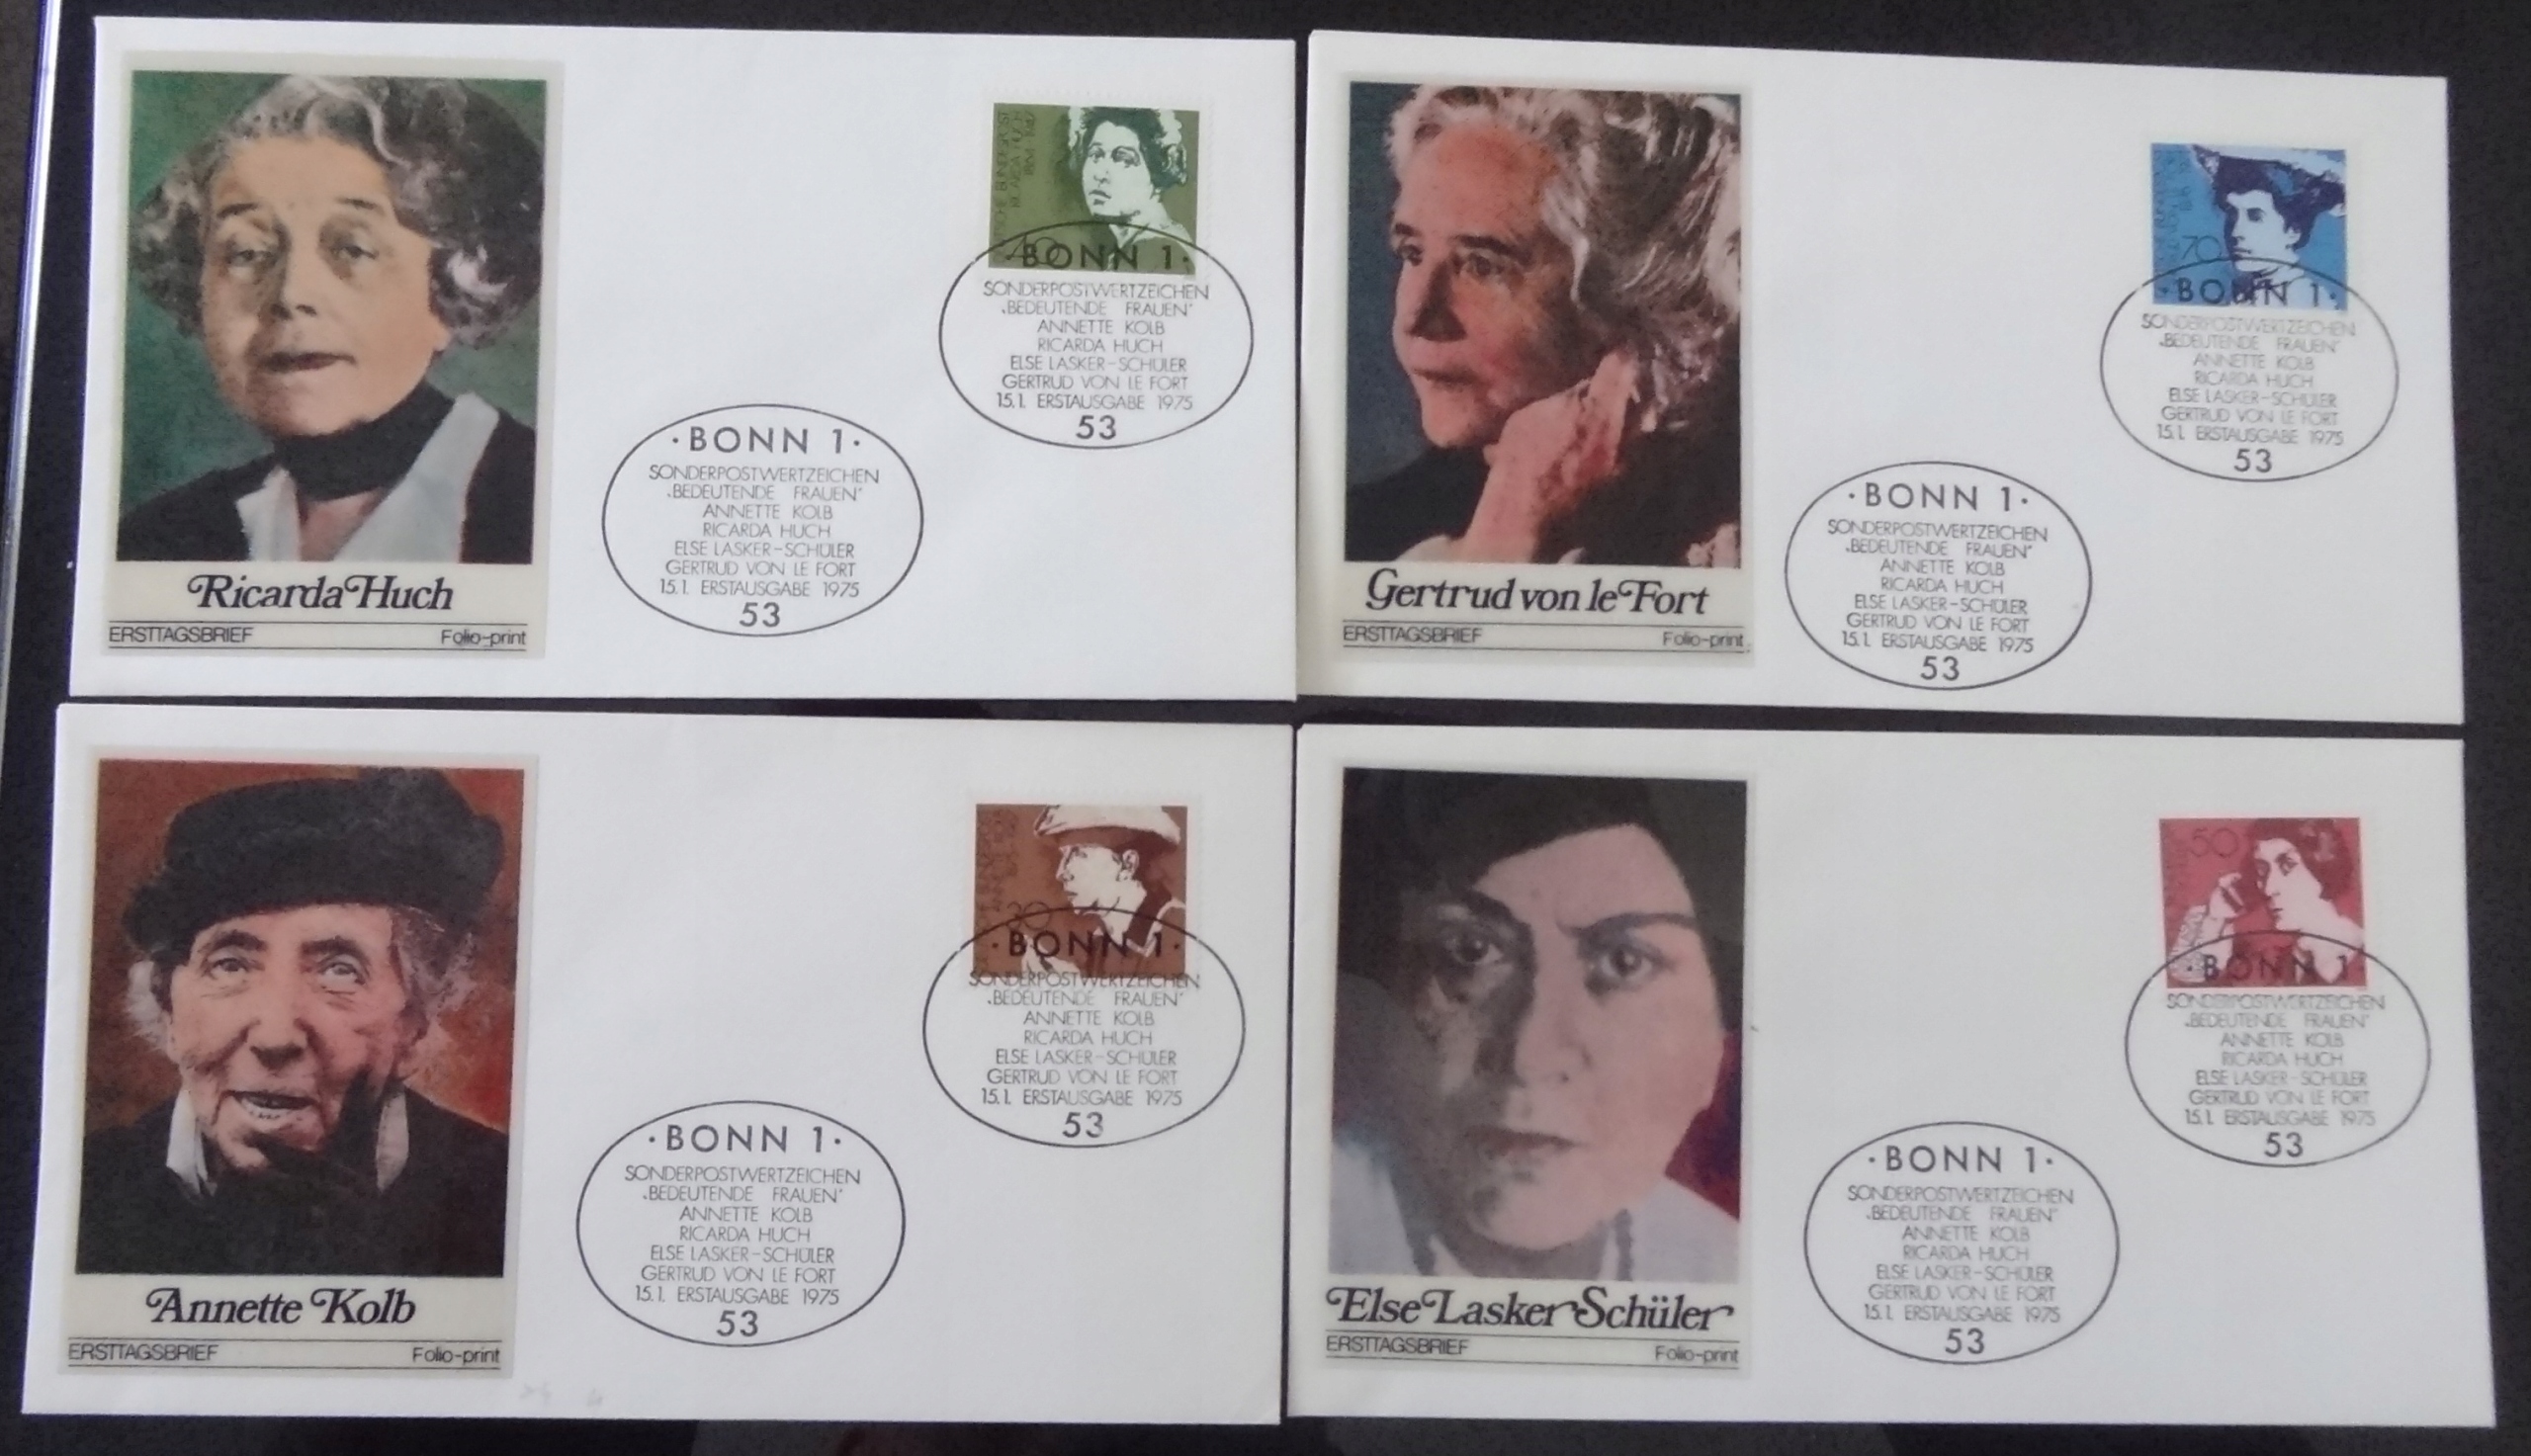 DEUTSCHE BUNDESPOST
RICARDA HUCH
1864 1947
40
·BONN 1·
SONDERPOSTWERTZEICHEN
„BEDEUTENDE FRAUEN“
ANNETTE KOLB
RICARDA HUCH
ELSE LASKER-SCHÜLER
GERTRUD VON LE FORT
15.1. ERSTAUSGABE 1975
53
·BONN 1·
SONDERPOSTWERTZEICHEN
„BEDEUTENDE FRAUEN“
ANNETTE KOLB
RICARDA HUCH
ELSE LASKER-SCHÜLER
GERTRUD VON LE FORT
15.1. ERSTAUSGABE 1975
53
Ricarda Huch
ERSTTAGSBRIEF Folio-print
70
·BONN 1·
SONDERPOSTWERTZEICHEN
„BEDEUTENDE FRAUEN“
ANNETTE KOLB
RICARDA HUCH
ELSE LASKER-SCHÜLER
GERTRUD VON LE FORT
15.1. ERSTAUSGABE 1975
53
·BONN 1·
SONDERPOSTWERTZEICHEN
„BEDEUTENDE FRAUEN“
ANNETTE KOLB
RICARDA HUCH
ELSE LASKER-SCHÜLER
GERTRUD VON LE FORT
15.1. ERSTAUSGABE 1975
53
Gertrud von le Fort
ERSTTAGSBRIEF Folio-print
30
·BONN 1·
SONDERPOSTWERTZEICHEN
„BEDEUTENDE FRAUEN“
ANNETTE KOLB
RICARDA HUCH
ELSE LASKER-SCHÜLER
GERTRUD VON LE FORT
15.1. ERSTAUSGABE 1975
53
·BONN 1·
SONDERPOSTWERTZEICHEN
„BEDEUTENDE FRAUEN“
ANNETTE KOLB
RICARDA HUCH
ELSE LASKER-SCHÜLER
GERTRUD VON LE FORT
15.1. ERSTAUSGABE 1975
53
Annette Kolb
ERSTTAGSBRIEF Folio-print
50
·BONN 1·
SONDERPOSTWERTZEICHEN
„BEDEUTENDE FRAUEN“
ANNETTE KOLB
RICARDA HUCH
ELSE LASKER-SCHÜLER
GERTRUD VON LE FORT
15.1. ERSTAUSGABE 1975
53
·BONN 1·
SONDERPOSTWERTZEICHEN
„BEDEUTENDE FRAUEN“
ANNETTE KOLB
RICARDA HUCH
ELSE LASKER-SCHÜLER
GERTRUD VON LE FORT
15.1. ERSTAUSGABE 1975
53
Else Lasker-Schüler
ERSTTAGSBRIEF Folio-print